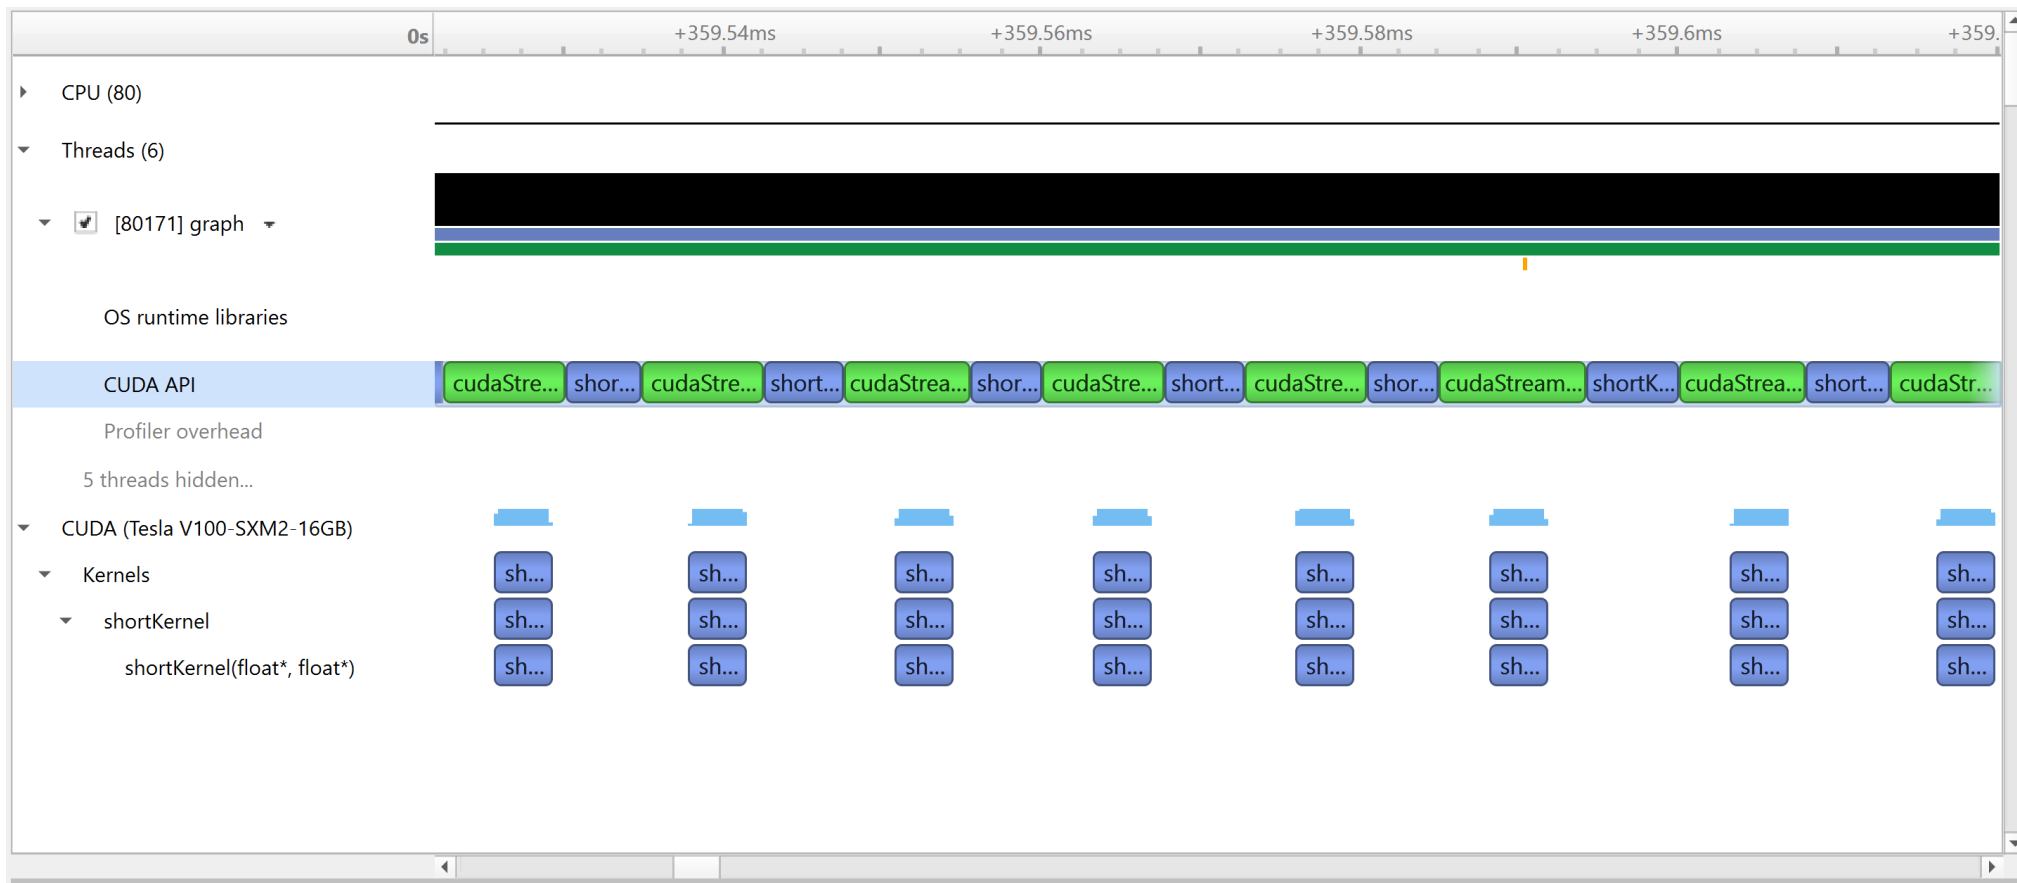 0s +359.54ms +359.56ms +359.58ms +359.6ms +359.
CPU (80)
Threads (6)
[80171] graph
OS runtime libraries
CUDA API cudaStre... shor... cudaStre... short... cudaStrea... shor... cudaStre... short... cudaStre... shor... cudaStream... shortK... cudaStrea... short... cudaStr...
Profiler overhead
5 threads hidden...
CUDA (Tesla V100-SXM2-16GB)
Kernels sh... sh... sh... sh... sh... sh... sh... sh...
shortKernel sh... sh... sh... sh... sh... sh... sh... sh...
shortKernel(float*, float*) sh... sh... sh... sh... sh... sh... sh... sh...